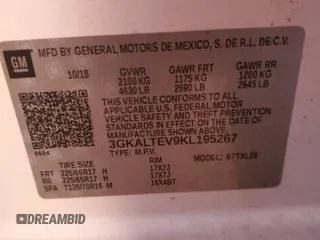 GM
MFD BY GENERAL MOTORS DE MEXICO, S. DE R.L. DE C.V.
10/18 GVWR GAWR FRT GAWR RR
2100 KG 1175 KG 1200 KG
4630 LB 2590 LB 2645 LB
THIS VEHICLE CONFORMS TO ALL APPLICABLE
U.S. FEDERAL MOTOR VEHICLE SAFETY, BUMPER, AND
THEFT PREVENTION STANDARDS IN EFFECT ON THE
DATE OF MANUFACTURE SHOWN ABOVE.
3GKALTEV9KL195267
TYPE: M.P.V. MODEL:
TIRE SIZE RIM
FRT 225/65R17 H 17X7J
RR 225/65R17 H 17X7J
SPA T135/70R16 M 16X4BT
DREAMBID